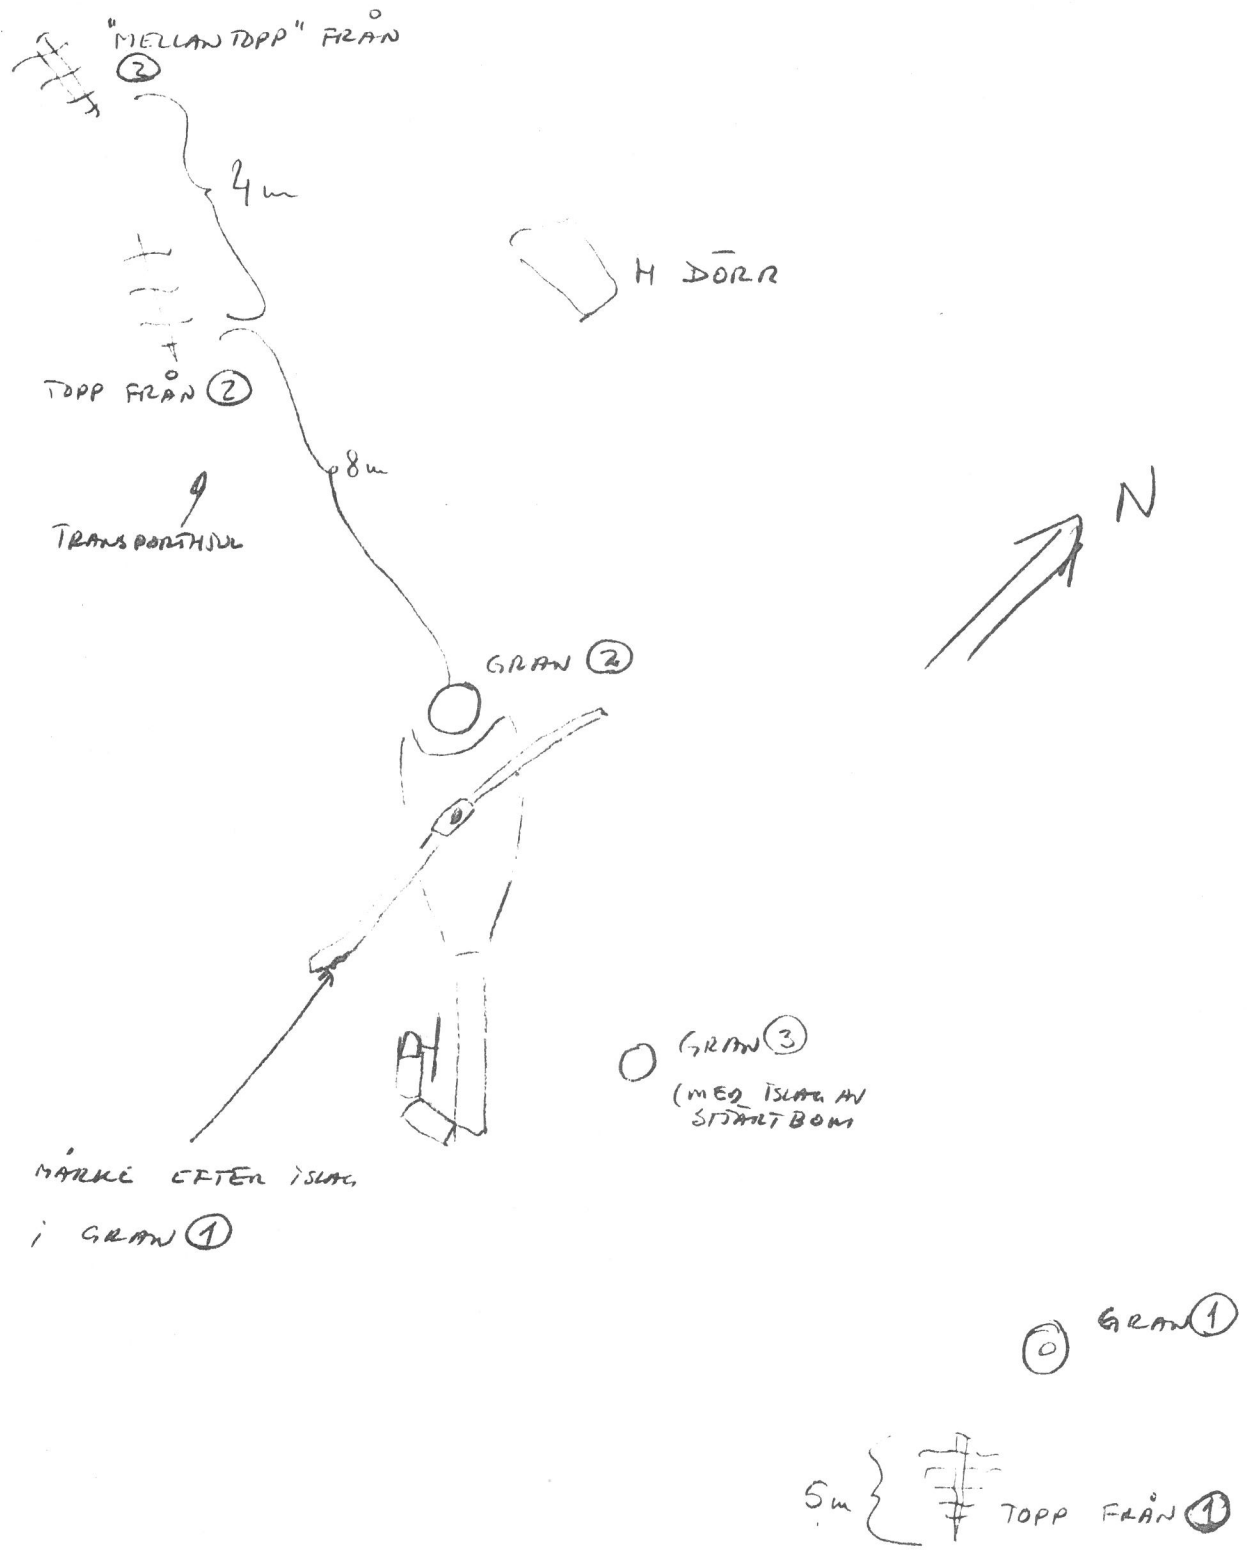 "MELLANTOPP" FRÅN
②
4 m
H DÖRR
TOPP FRÅN ②
8 m
TRANSPORTHJUL
N
GRAN ②
GRAN ③
(MED ISLAG AV
STJÄRTBOM
MÄRKE EFTER ISLAG
i GRAN ①
GRAN ①
5 m
TOPP FRÅN ①